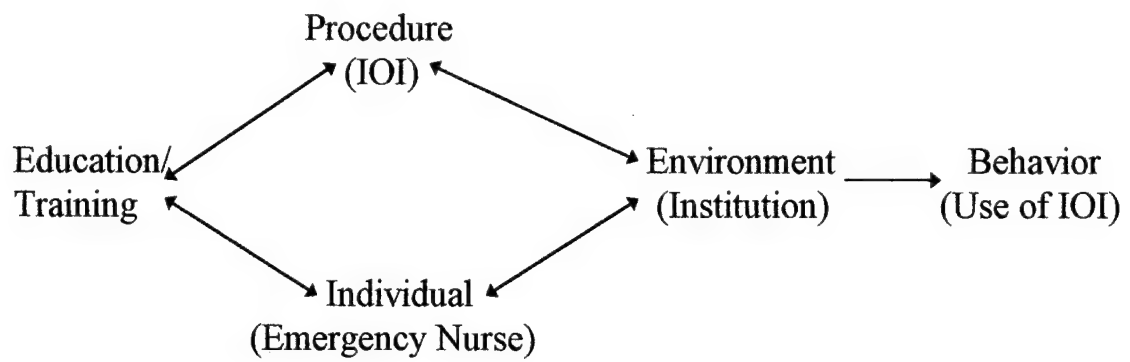 Procedure
(IOI)
Education/
Training
Environment
(Institution)
Behavior
(Use of IOI)
Individual
(Emergency Nurse)